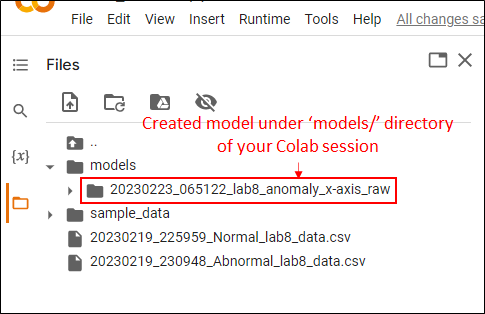 File Edit View Insert Runtime Tools Help All changes sa
Files
Created model under ‘models/’ directory
of your Colab session
..
models
20230223_065122_lab8_anomaly_x-axis_raw
sample_data
20230219_225959_Normal_lab8_data.csv
20230219_230948_Abnormal_lab8_data.csv
{x}